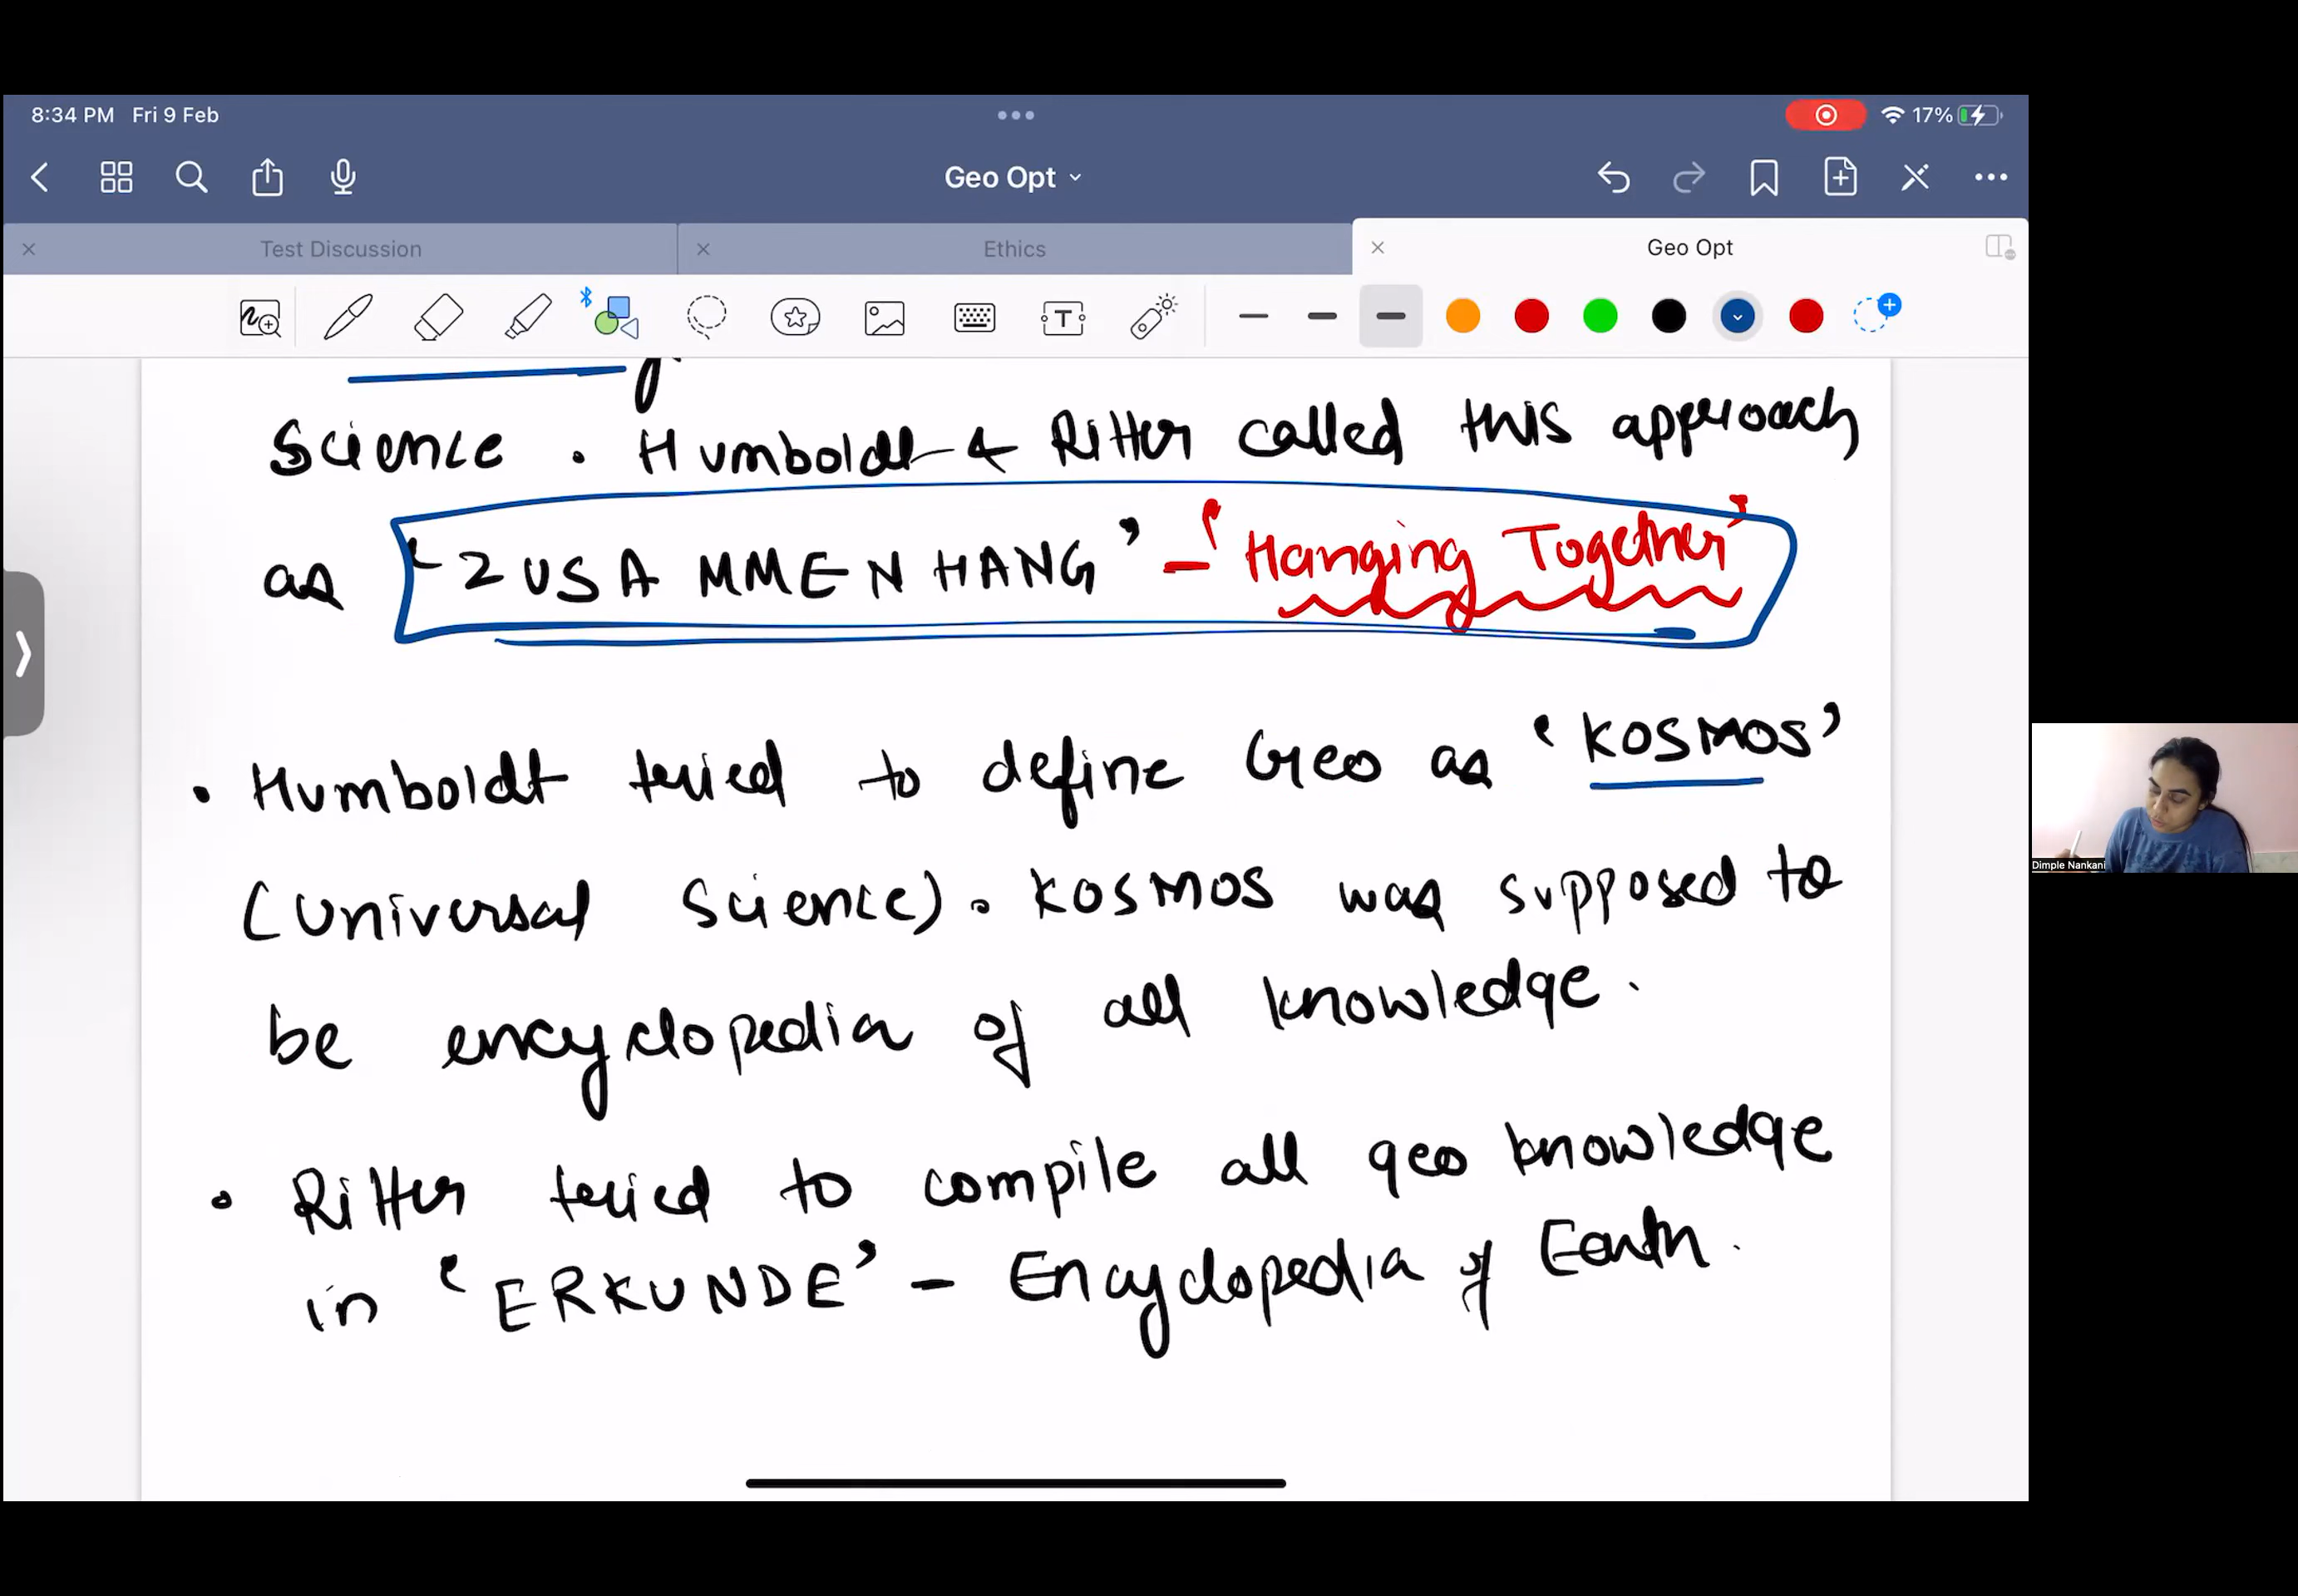 8:34 PM Fri 9 Feb
17%
Geo Opt
Test Discussion
Ethics
Geo Opt
T
Science. Humboldt & Ritter called this approach
as 'ZUSAMMENHANG' - 'Hanging Together'
• Humboldt tried to define Geo as 'KOSMOS'
(Universal Science). KOSMOS was supposed to
be encyclopedia of all knowledge.
• Ritter tried to compile all geo knowledge
in 'ERKUNDE' - Encyclopedia of Earth.
Dimple Nankani